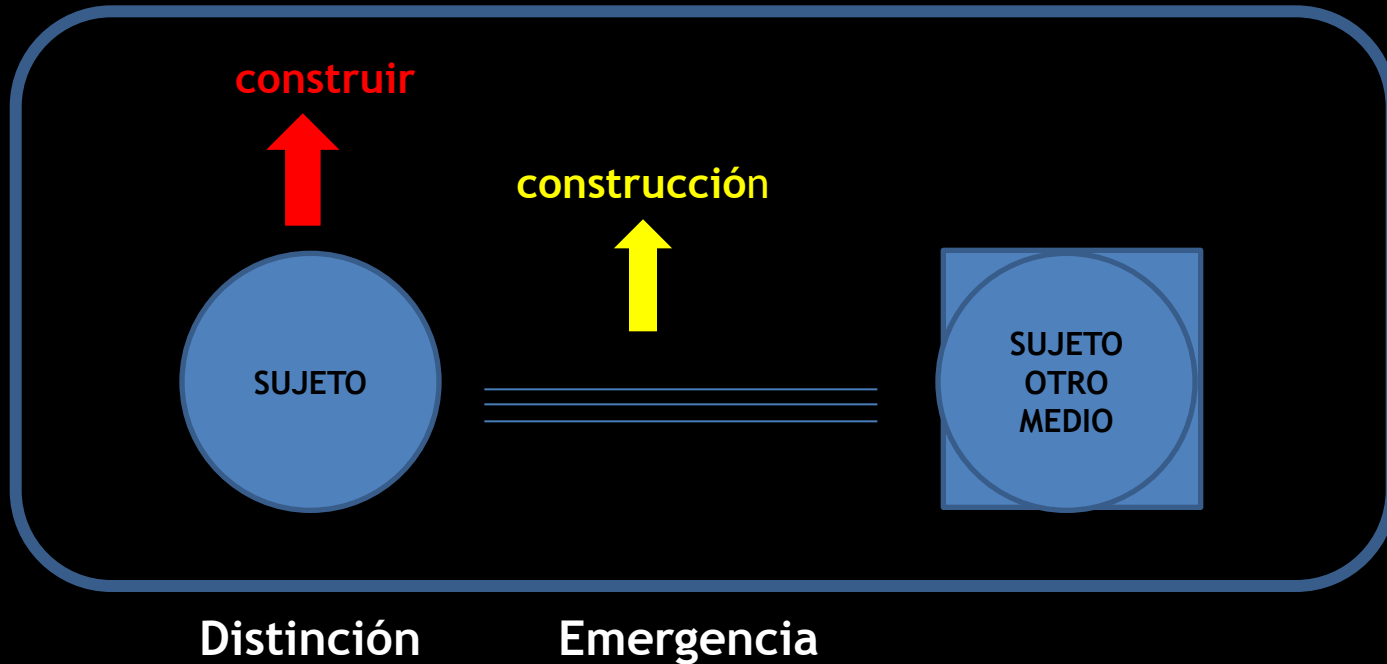 construir
construcción
SUJETO
SUJETO
OTRO
MEDIO
Distinción
Emergencia